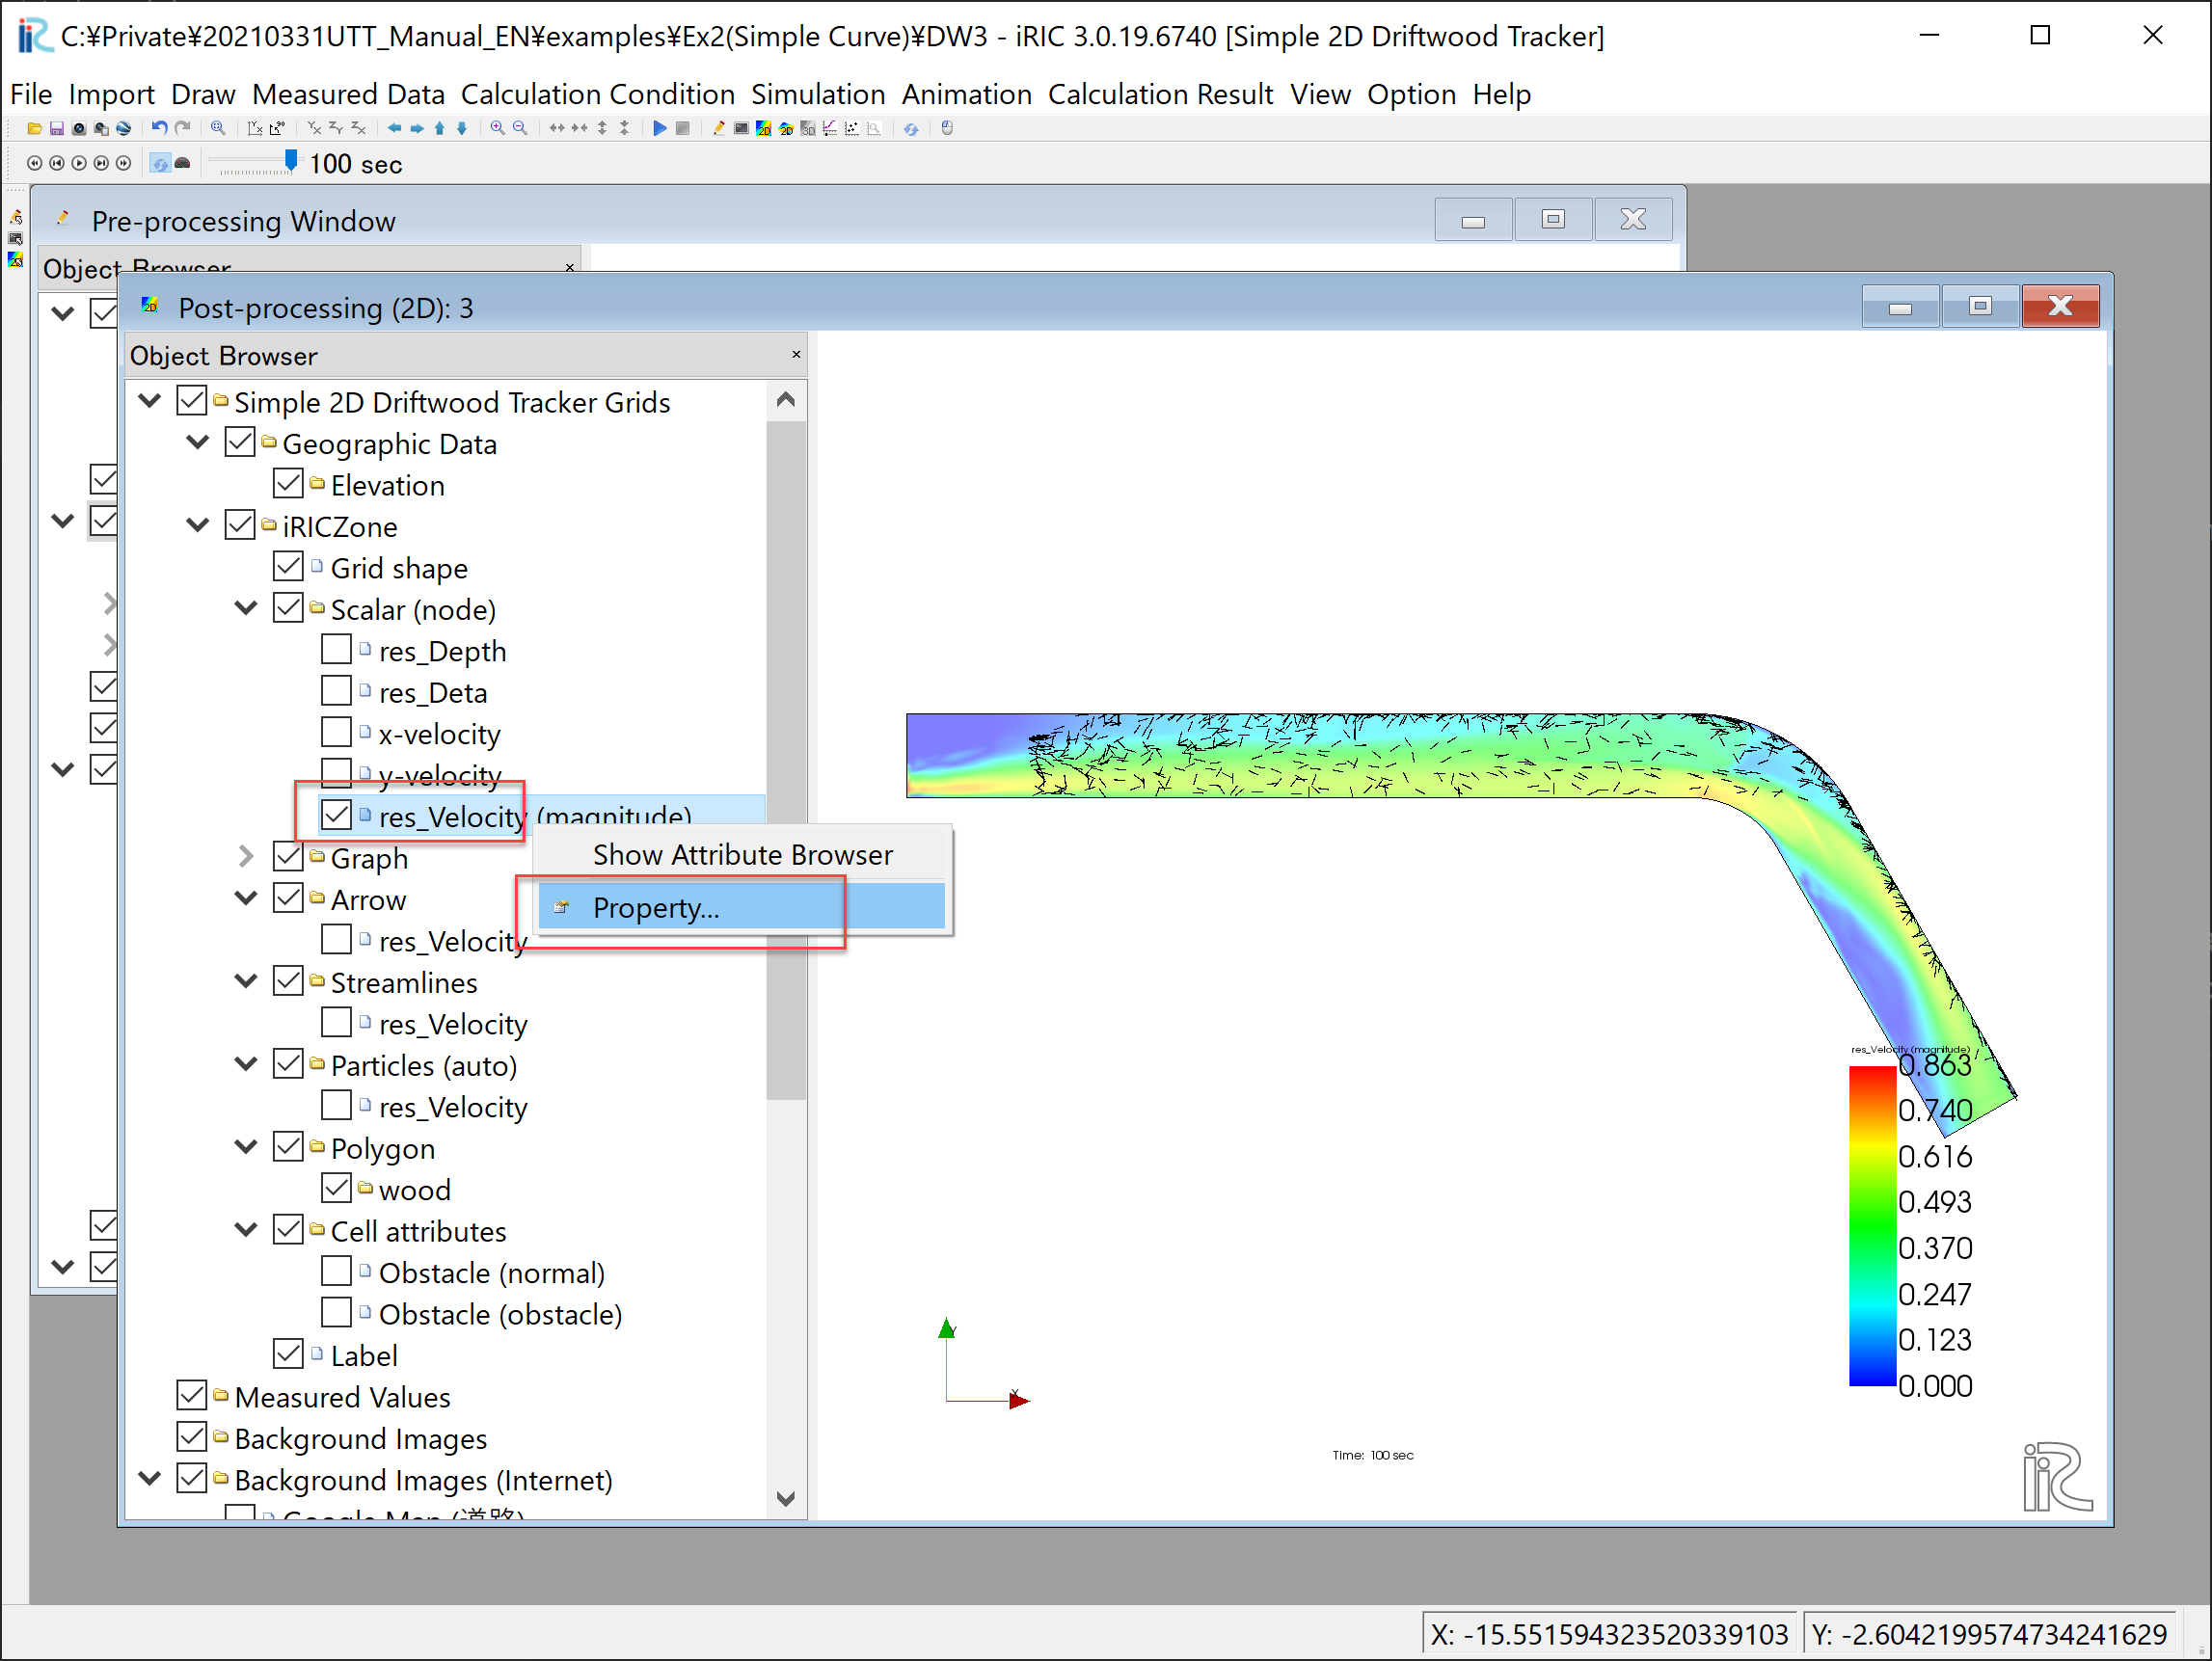 C:¥Private¥20210331UTT_Manual_EN¥examples¥Ex2(Simple Curve)¥DW3 - iRIC 3.0.19.6740 [Simple 2D Driftwood Tracker]
File Import Draw Measured Data Calculation Condition Simulation Animation Calculation Result View Option Help
100 sec
Pre-processing Window
Object Browser
Post-processing (2D): 3
Object Browser
Simple 2D Driftwood Tracker Grids
Geographic Data
Elevation
iRICZone
Grid shape
Scalar (node)
res_Depth
res_Deta
x-velocity
y-velocity
res_Velocity (magnitude)
Show Attribute Browser
Graph
Arrow
Property...
res_Velocity
Streamlines
res_Velocity
Particles (auto)
res_Velocity
Polygon
wood
Cell attributes
Obstacle (normal)
Obstacle (obstacle)
Label
Measured Values
Background Images
Background Images (Internet)
Google Map (道路)
res_Velocity (magnitude)
0.863
0.740
0.616
0.493
0.370
0.247
0.123
0.000
Y
X
Time: 100 sec
iRIC
X: -15.551594323520339103
Y: -2.6042199574734241629